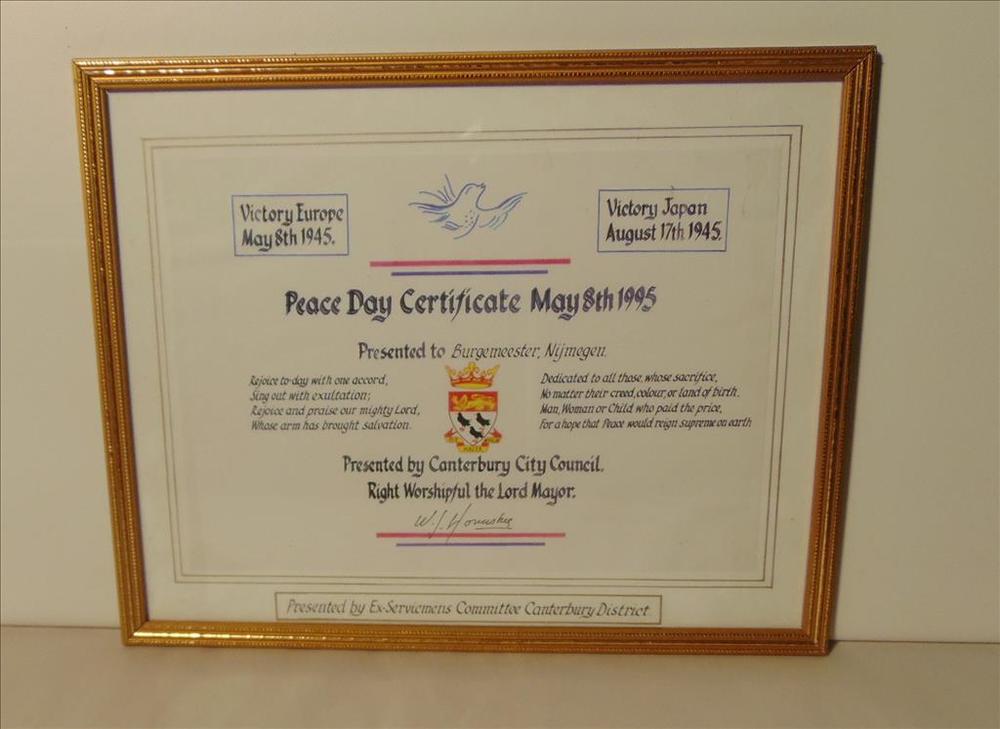 Victory Europe
May 8th 1945.
Victory Japan
August 17th 1945.
Peace Day Certificate May 8th 1995
Presented to Burgemeester, Nijmegen.
Rejoice to-day with one accord,
Sing out with exultation;
Rejoice and praise our mighty Lord,
Whose arm has brought salvation.
Dedicated to all those, whose sacrifice,
No matter their creed, colour, or land of birth.
Man, Woman or Child who paid the price,
For a hope that Peace would reign supreme on earth
Presented by Canterbury City Council.
Right Worshipful the Lord Mayor.
W. J.
Presented by Ex-Servicemens Committee Canterbury District